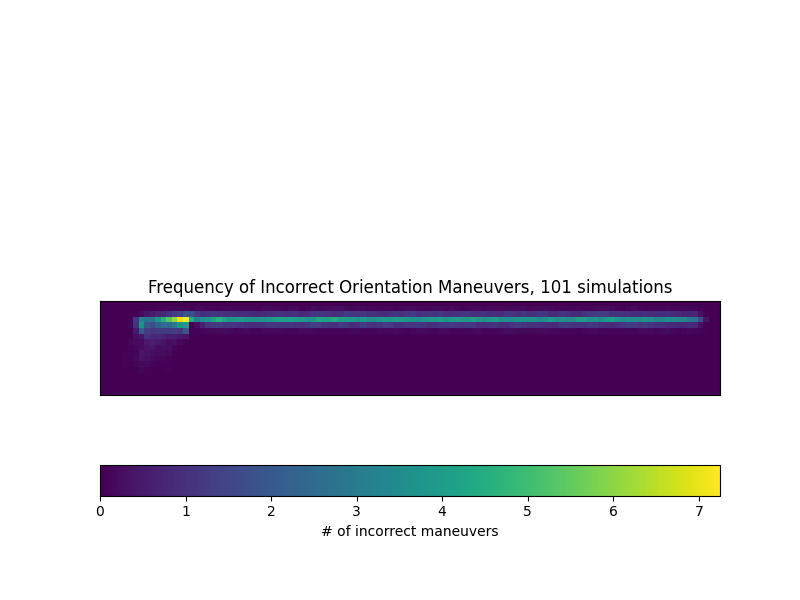 Frequency of Incorrect Orientation Maneuvers, 101 simulations
0 1 2 3 4 5 6 7
# of incorrect maneuvers